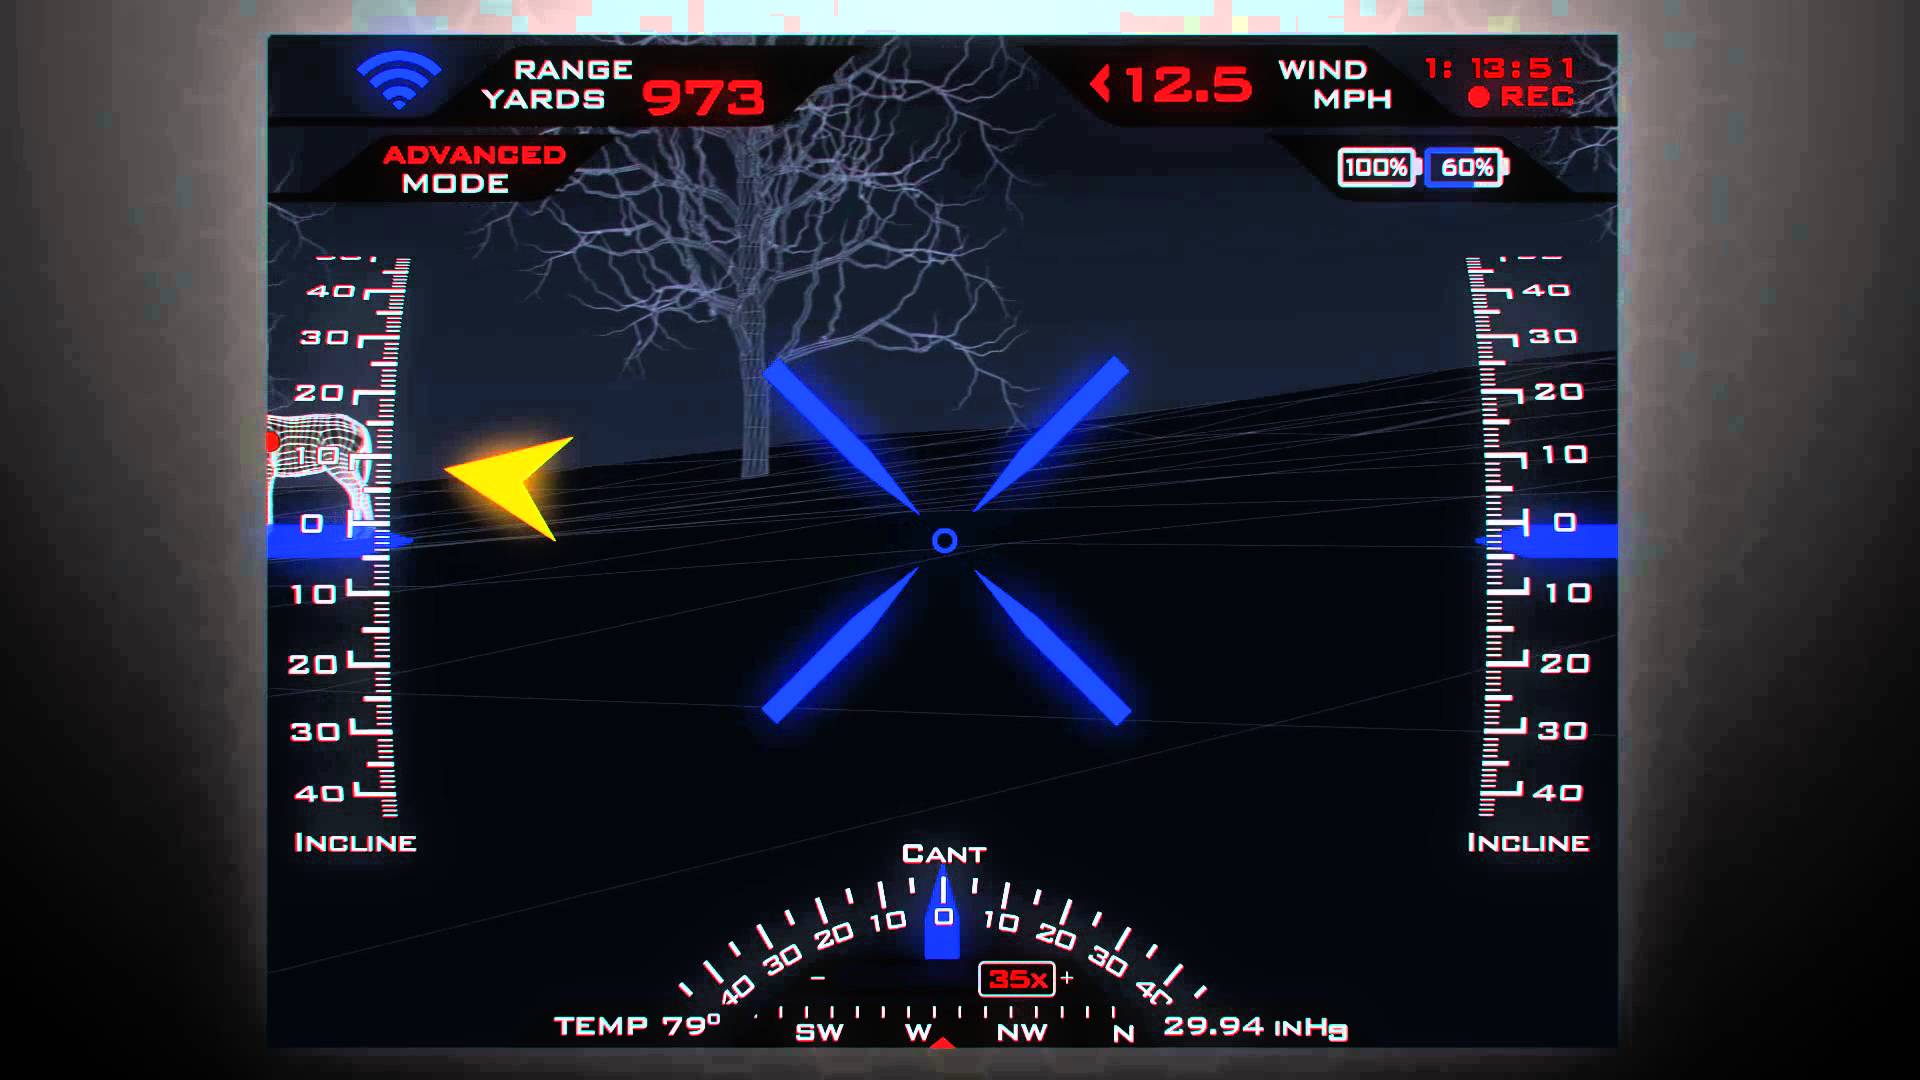 RANGE
YARDS 973
12.5 WIND
MPH
1: 13:51
REC
ADVANCED
MODE
100% 60%
40
30
20
10
0
10
20
30
40
INCLINE
40
30
20
10
0
10
20
30
40
INCLINE
CANT
40 30 20 10 0 10 20 30 40
− 35x +
TEMP 79°
SW W NW N
29.94 INHG